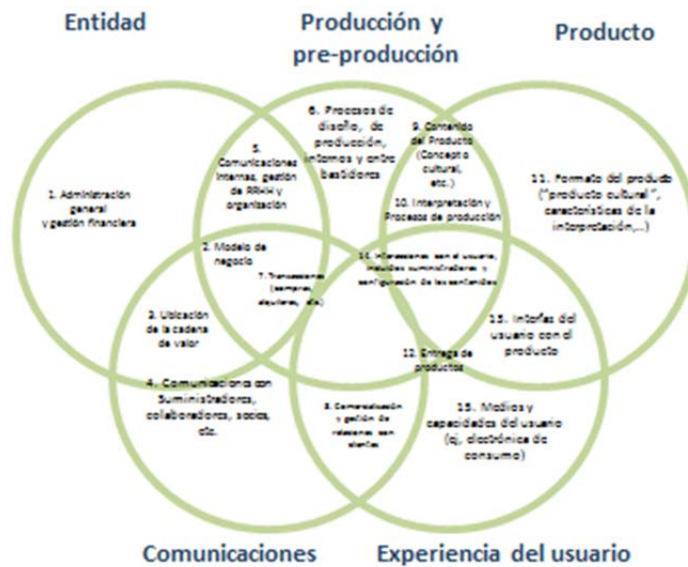 Entidad
Producción y
pre-producción
Producto
6. Procesos de
diseño, de
producción,
internos y entre
bastidores
9. Contenido
del Producto
(Concepto
cultural,
etc.)
5.
Comunicaciones
internas, gestión
de RRHH y
organización
11. Formato del producto
("producto cultural",
características de la
interpretación,..)
1. Administración
general
y gestión financiera
10. Interpretación y
Procesos de producción
2. Modelo de
negocio
7. Transacciones
(compras,
alquileres, etc.)
14. Interacciones con el usuario,
incluidos suministradores y
configuración de los contenidos
3. Ubicación
de la cadena
de valor
13. Interfas del
usuario con el
producto
12. Entrega de
productos
4. Comunicaciones con
Suministradores,
colaboradores, socios,
etc.
8. Comercialización
y gestión de
relaciones con
clientes
15. Medios y
capacidades del usuario
(ej, electrónica de
consumo)
Comunicaciones
Experiencia del usuario